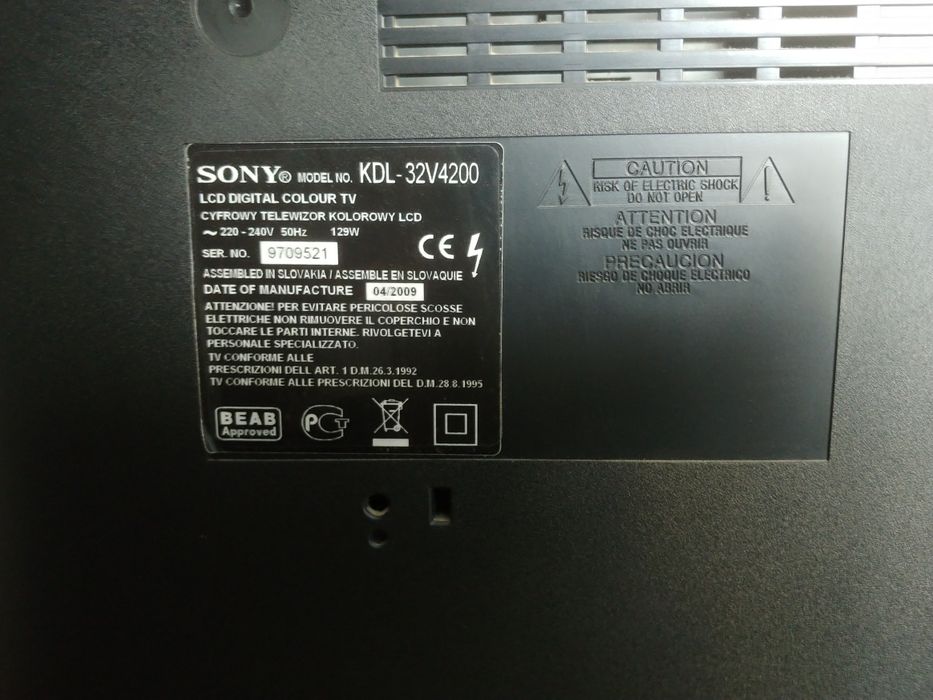 SONY® MODEL NO. KDL-32V4200
LCD DIGITAL COLOUR TV
CYFROWY TELEWIZOR KOLOROWY LCD
~ 220 - 240V 50Hz 129W
SER. NO. 9709521
CE
ASSEMBLED IN SLOVAKIA / ASSEMBLE EN SLOVAQUIE
DATE OF MANUFACTURE 04/2009
ATTENZIONE! PER EVITARE PERICOLOSE SCOSSE
ELETTRICHE NON RIMUOVERE IL COPERCHIO E NON
TOCCARE LE PARTI INTERNE. RIVOLGETEVI A
PERSONALE SPECIALIZZATO.
TV CONFORME ALLE
PRESCRIZIONI DELL ART. 1 D.M.26.3.1992
TV CONFORME ALLE PRESCRIZIONI DEL D.M.28.8.1995
BEAB
Approved
PCT
CAUTION
RISK OF ELECTRIC SHOCK
DO NOT OPEN
ATTENTION
RISQUE DE CHOC ELECTRIQUE
NE PAS OUVRIR
PRECAUCION
RIESGO DE CHOQUE ELECTRICO
NO ABRIR